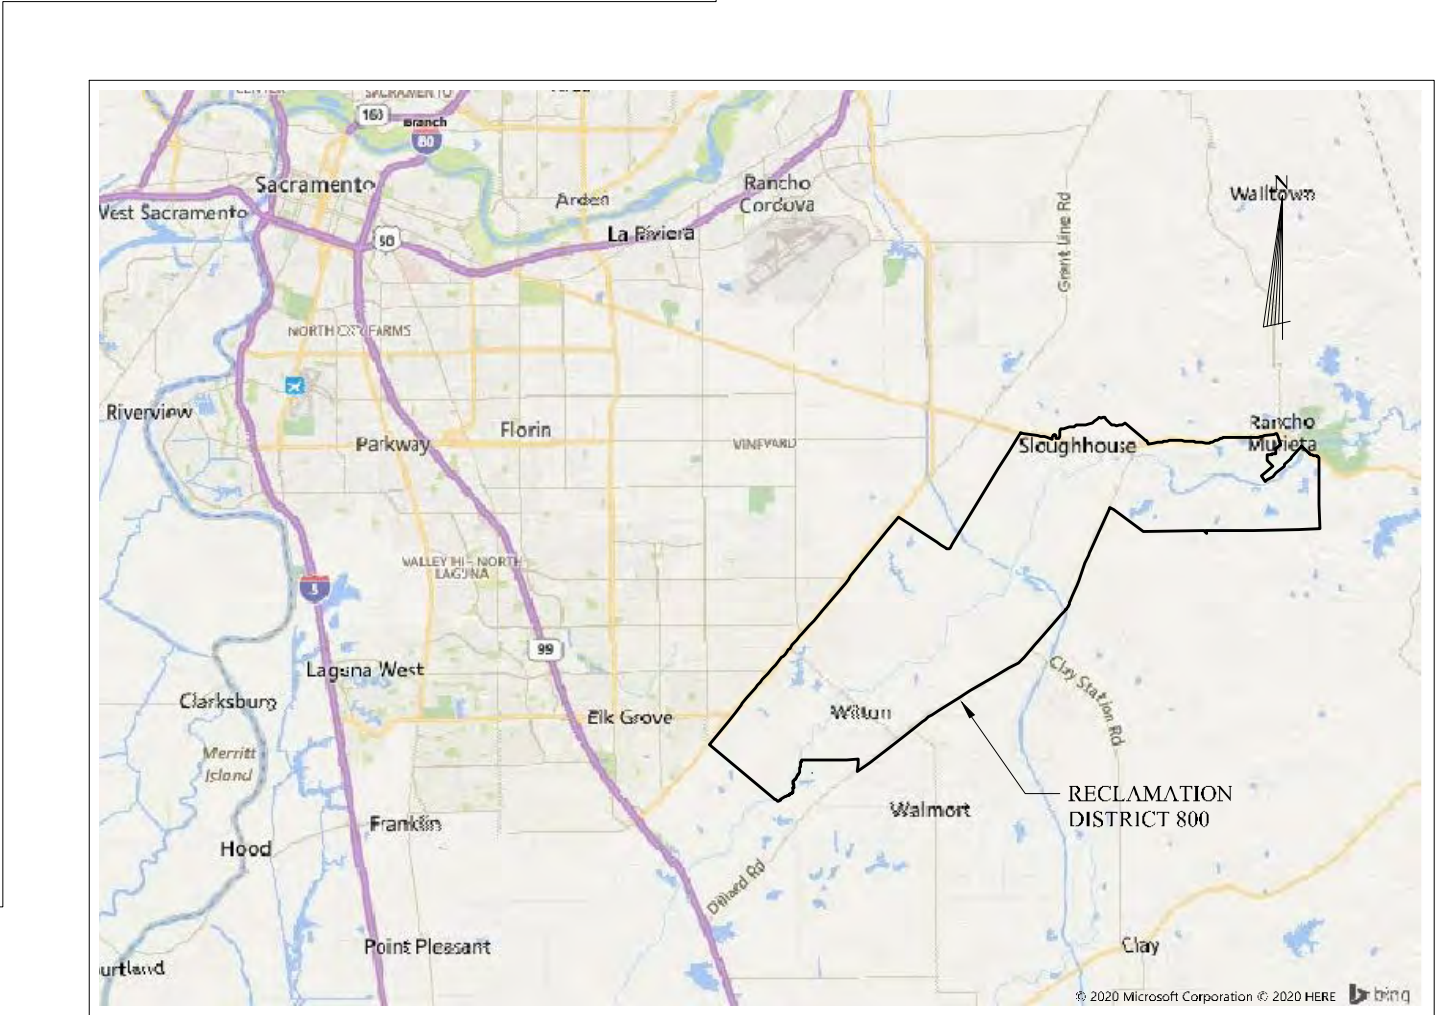 SACRAMENTO
160
Branch
80
Sacramento
West Sacramento
50
Arden
La Riviera
Rancho
Cordova
Grant Line Rd
Walltown
N
Riverview
Parkway
Florin
VINEYARD
Sloughhouse
Rancho
Murieta
VALLEY HI - NORTH
LAGUNA
5
99
Laguna West
Clarksburg
Elk Grove
Wilton
Clay Station Rd
Merritt
Island
RECLAMATION
DISTRICT 800
Walmort
Franklin
Hood
Dillard Rd
Point Pleasant
Clay
urtland
© 2020 Microsoft Corporation © 2020 HERE
bing